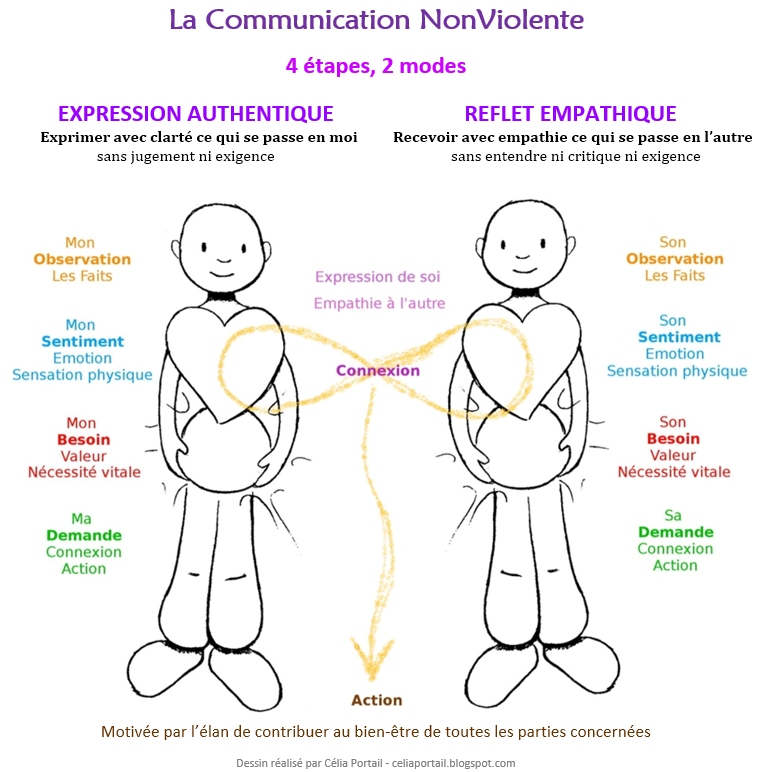 La Communication NonViolente
4 étapes, 2 modes
EXPRESSION AUTHENTIQUE
Exprimer avec clarté ce qui se passe en moi
sans jugement ni exigence
REFLET EMPATHIQUE
Recevoir avec empathie ce qui se passe en l'autre
sans entendre ni critique ni exigence
Mon
Observation
Les Faits
Mon
Sentiment
Emotion
Sensation physique
Mon
Besoin
Valeur
Nécessité vitale
Ma
Demande
Connexion
Action
Expression de soi
Empathie à l'autre
Connexion
Son
Observation
Les Faits
Son
Sentiment
Emotion
Sensation physique
Son
Besoin
Valeur
Nécessité vitale
Sa
Demande
Connexion
Action
Action
Motivée par l'élan de contribuer au bien-être de toutes les parties concernées
Dessin réalisé par Célia Portail - celiaportail.blogspot.com